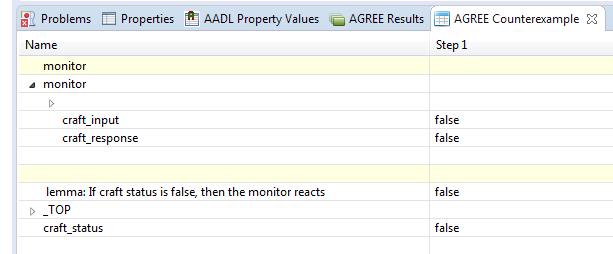 Problems Properties AADL Property Values AGREE Results AGREE Counterexample
Name Step 1
monitor
monitor
craft_input false
craft_response false
lemma: If craft status is false, then the monitor reacts false
_TOP
craft_status false